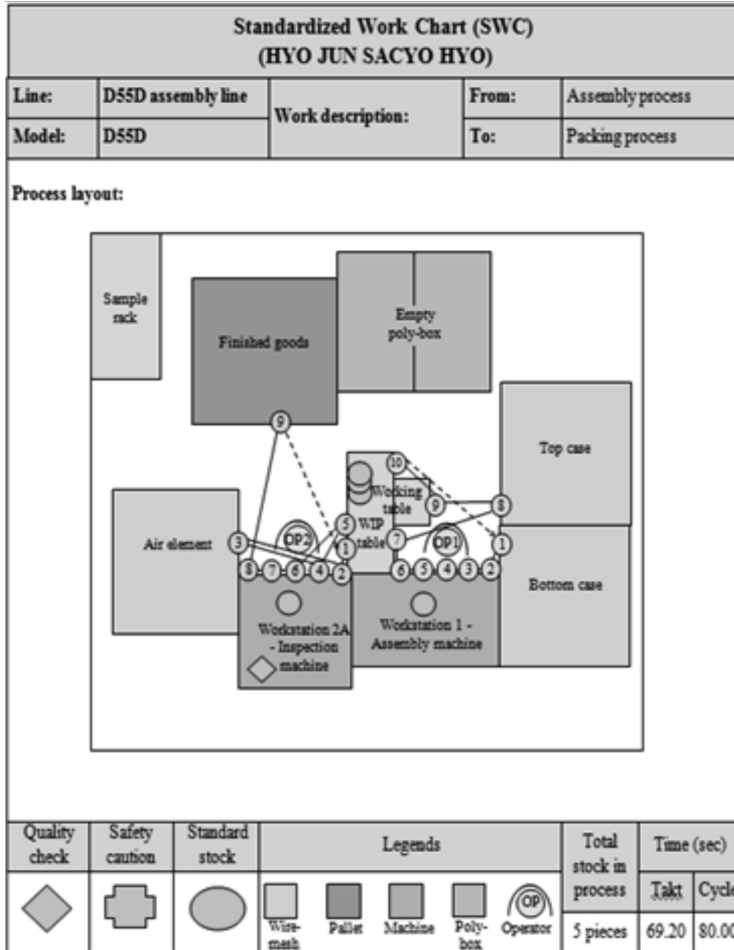 Standardized Work Chart (SWC)
(HYO JUN SACYO HYO)
Line:
D55D assembly line
Work description:
From:
Assembly process
Model:
D55D
To:
Packing process
Process layout:
Sample
rack
Finished goods
Empty
poly-box
Top case
Air element
Bottom case
Working
table
WIP
table
OP2
OP1
9
10
9
8
5
1
7
1
3
8
7
6
4
2
6
5
4
3
2
Workstation 2A
- Inspection
machine
Workstation 1 -
Assembly machine
Quality
check
Safety
caution
Standard
stock
Legends
Total
stock in
process
Time (sec)
Takt
Cycle
Wire-
mesh
Pallet
Machine
Poly-
box
OP
Operator
5 pieces
69.20
80.00